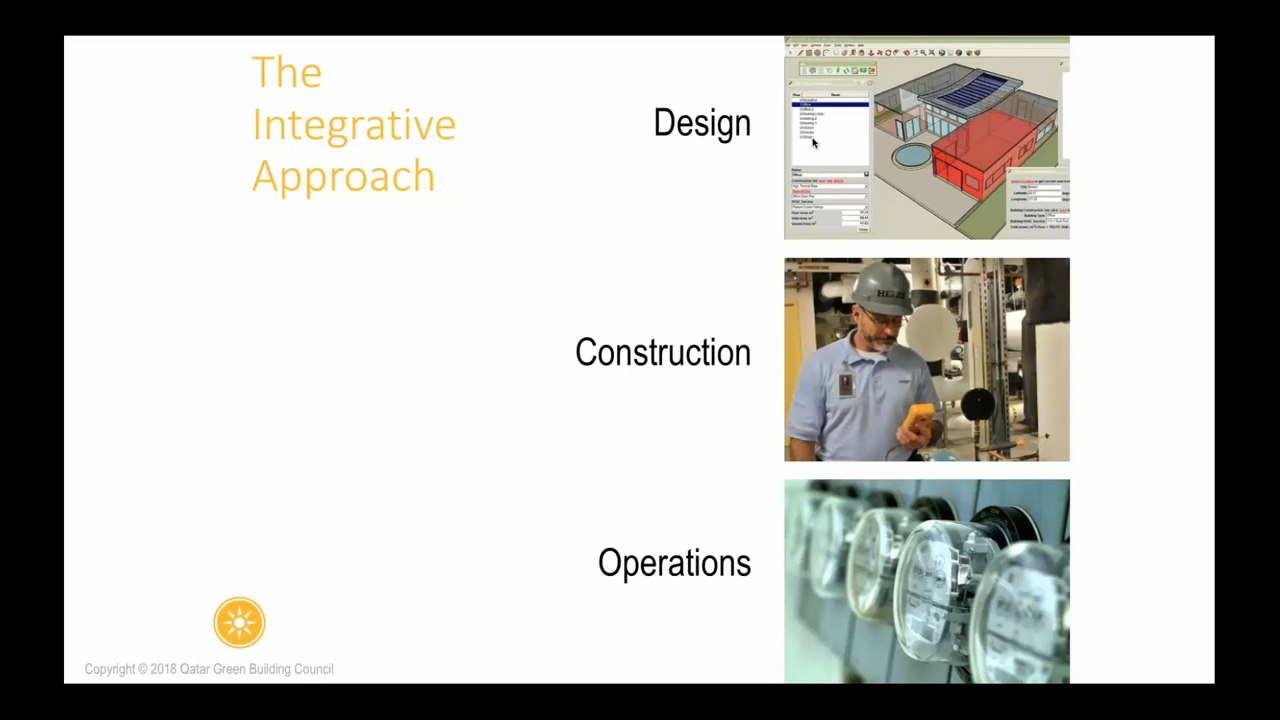 The
Integrative
Approach
Design
Construction
Operations
Copyright © 2018 Qatar Green Building Council